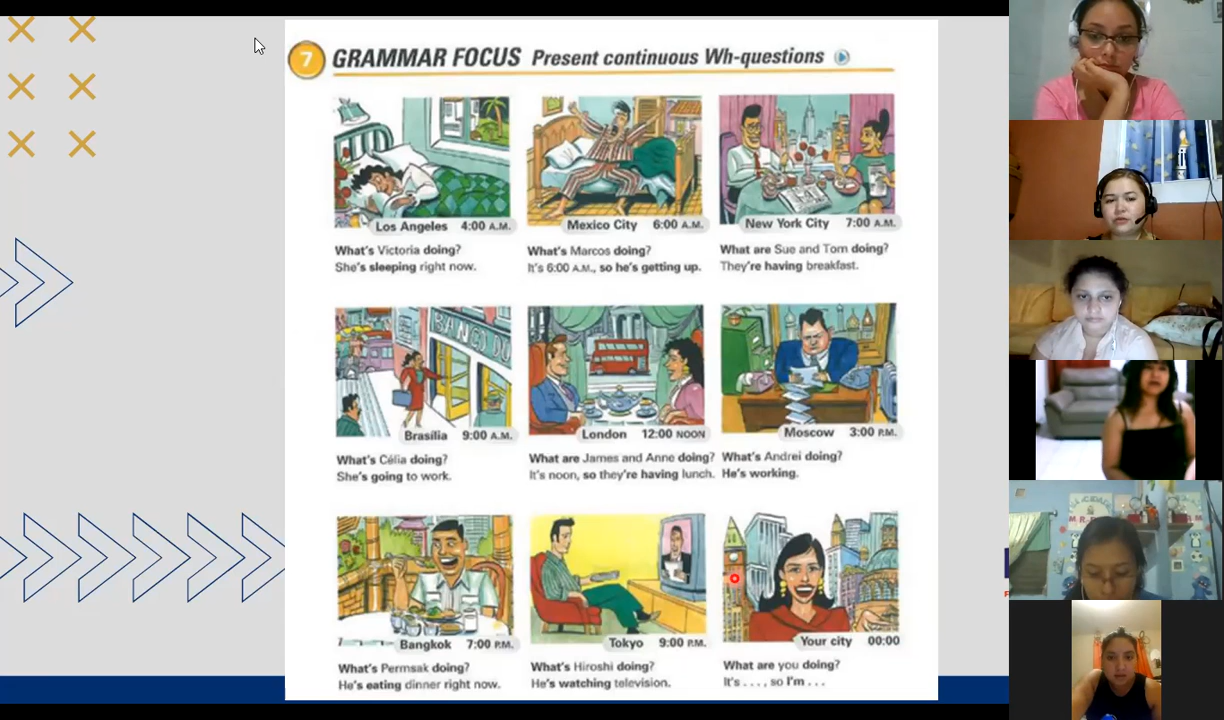 7 GRAMMAR FOCUS Present continuous Wh-questions
Los Angeles 4:00 A.M.
What's Victoria doing?
She's sleeping right now.
Mexico City 6:00 A.M.
What's Marcos doing?
It's 6:00 A.M., so he's getting up.
New York City 7:00 A.M.
What are Sue and Tom doing?
They're having breakfast.
BANCO DU
Brasília 9:00 A.M.
What's Célia doing?
She's going to work.
London 12:00 NOON
What are James and Anne doing?
It's noon, so they're having lunch.
Moscow 3:00 P.M.
What's Andrei doing?
He's working.
Bangkok 7:00 P.M.
What's Permsak doing?
He's eating dinner right now.
Tokyo 9:00 P.M.
What's Hiroshi doing?
He's watching television.
Your city 00:00
What are you doing?
It's . . . , so I'm . . .